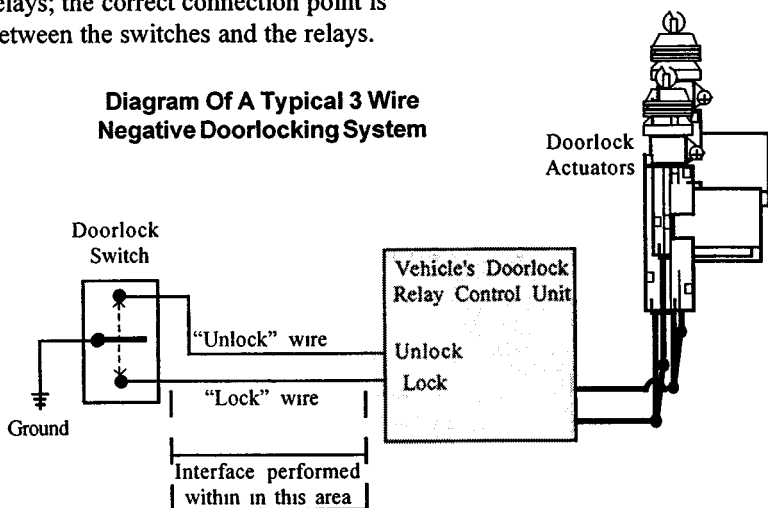 elays; the correct connection point is
etween the switches and the relays.
Diagram Of A Typical 3 Wire
Negative Doorlocking System
Doorlock
Actuators
Doorlock
Switch
Vehicle's Doorlock
Relay Control Unit
"Unlock" wire
Unlock
Lock
"Lock" wire
Ground
Interface performed
within in this area